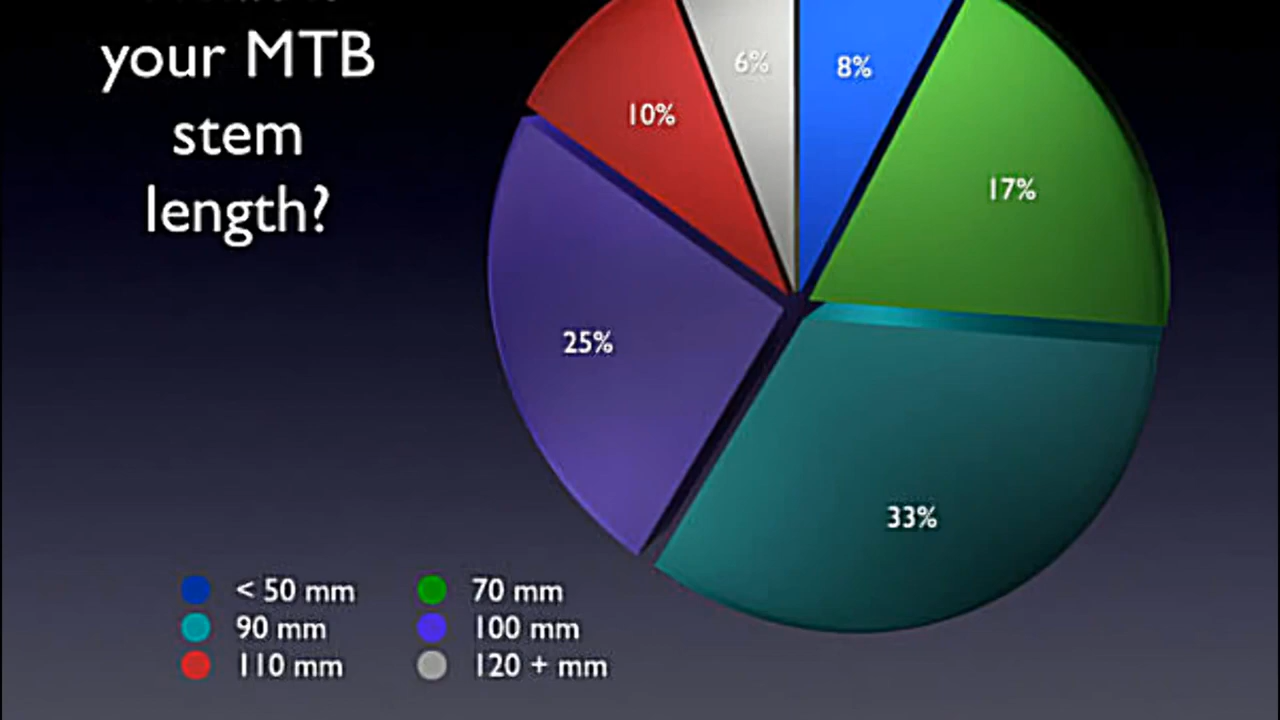 your MTB
stem
length?
6%
8%
10%
17%
25%
33%
< 50 mm
70 mm
90 mm
100 mm
110 mm
120 + mm